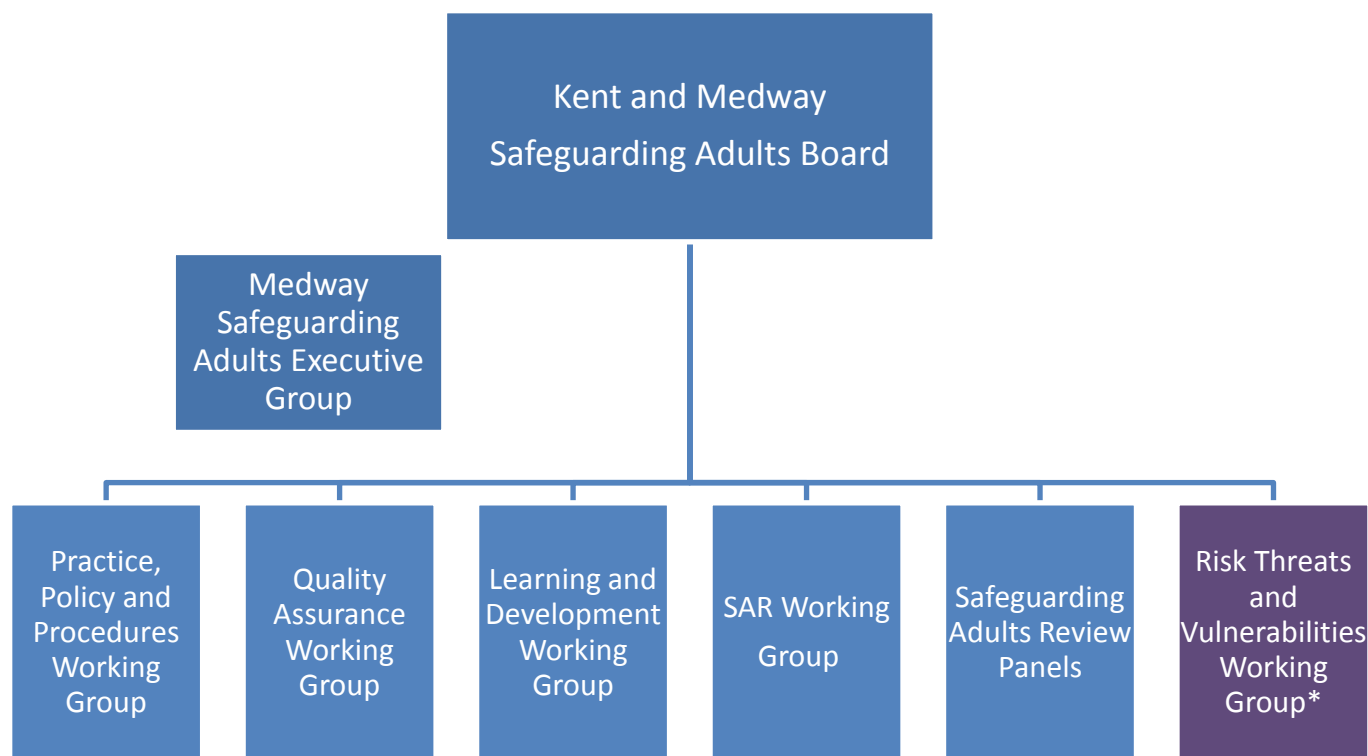 Kent and Medway
Safeguarding Adults Board
Medway
Safeguarding
Adults Executive
Group
Practice,
Policy and
Procedures
Working
Group
Quality
Assurance
Working
Group
Learning and
Development
Working
Group
SAR Working
Group
Safeguarding
Adults Review
Panels
Risk Threats
and
Vulnerabilities
Working
Group*